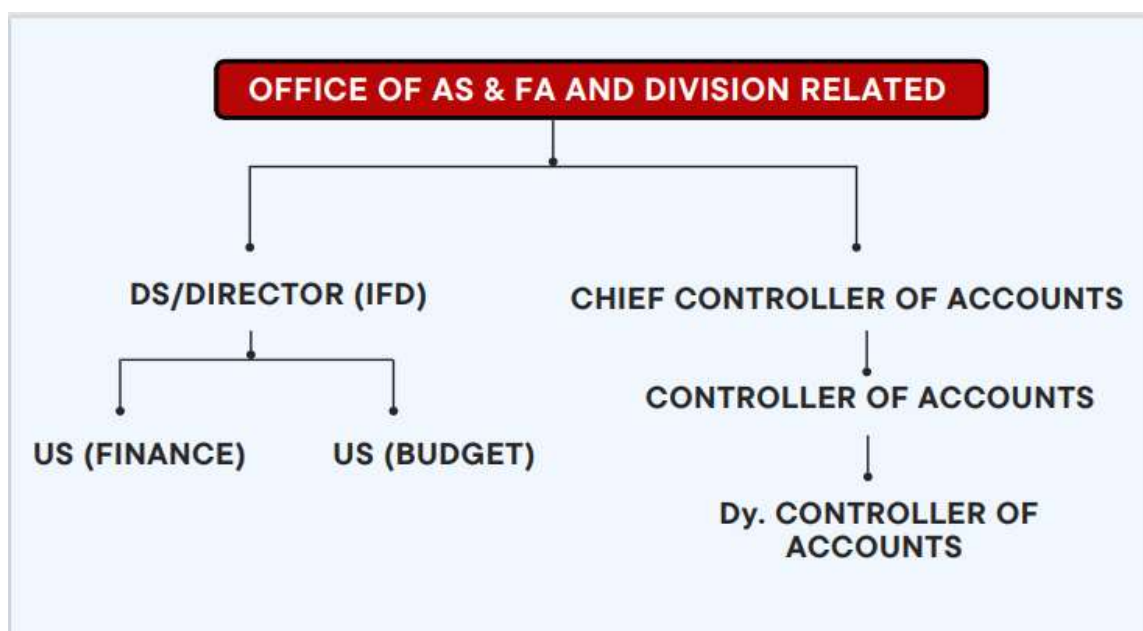 OFFICE OF AS & FA AND DIVISION RELATED
DS/DIRECTOR (IFD)
CHIEF CONTROLLER OF ACCOUNTS
CONTROLLER OF ACCOUNTS
US (FINANCE)
US (BUDGET)
Dy. CONTROLLER OF
ACCOUNTS